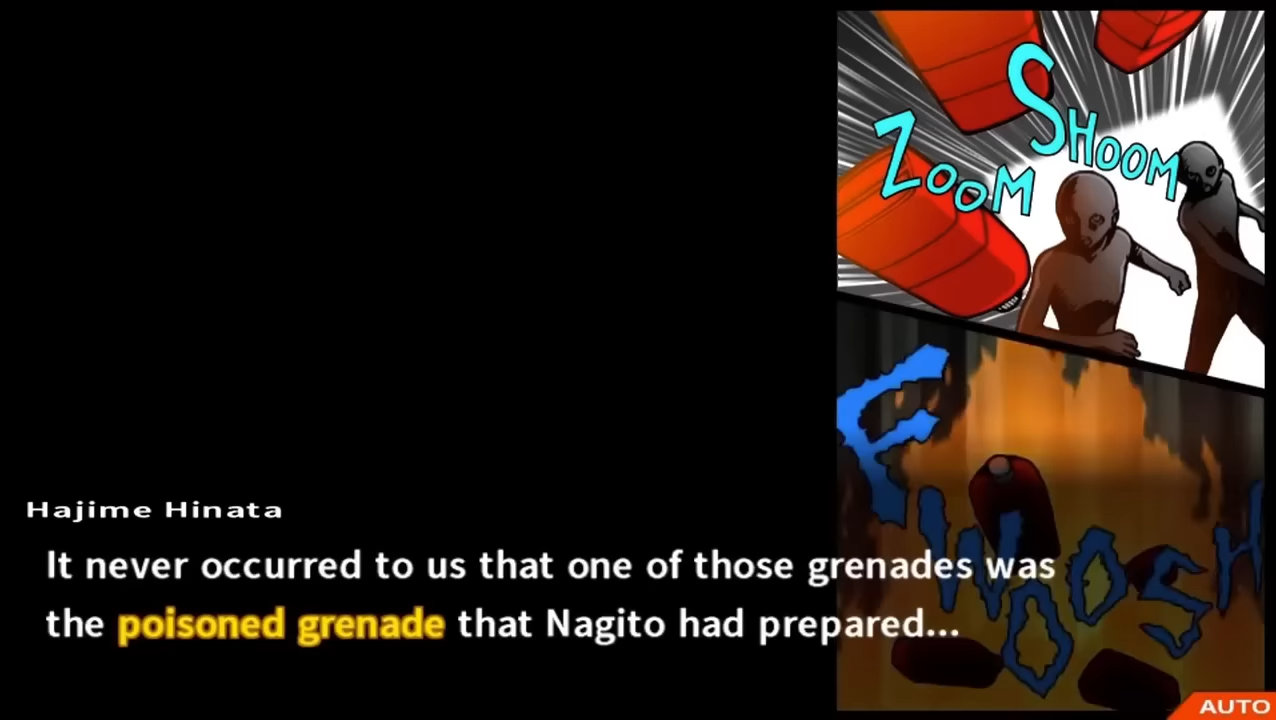 ZOOM
SHOOM
FWOOSH
Hajime Hinata
It never occurred to us that one of those grenades was
the poisoned grenade that Nagito had prepared...
AUTO